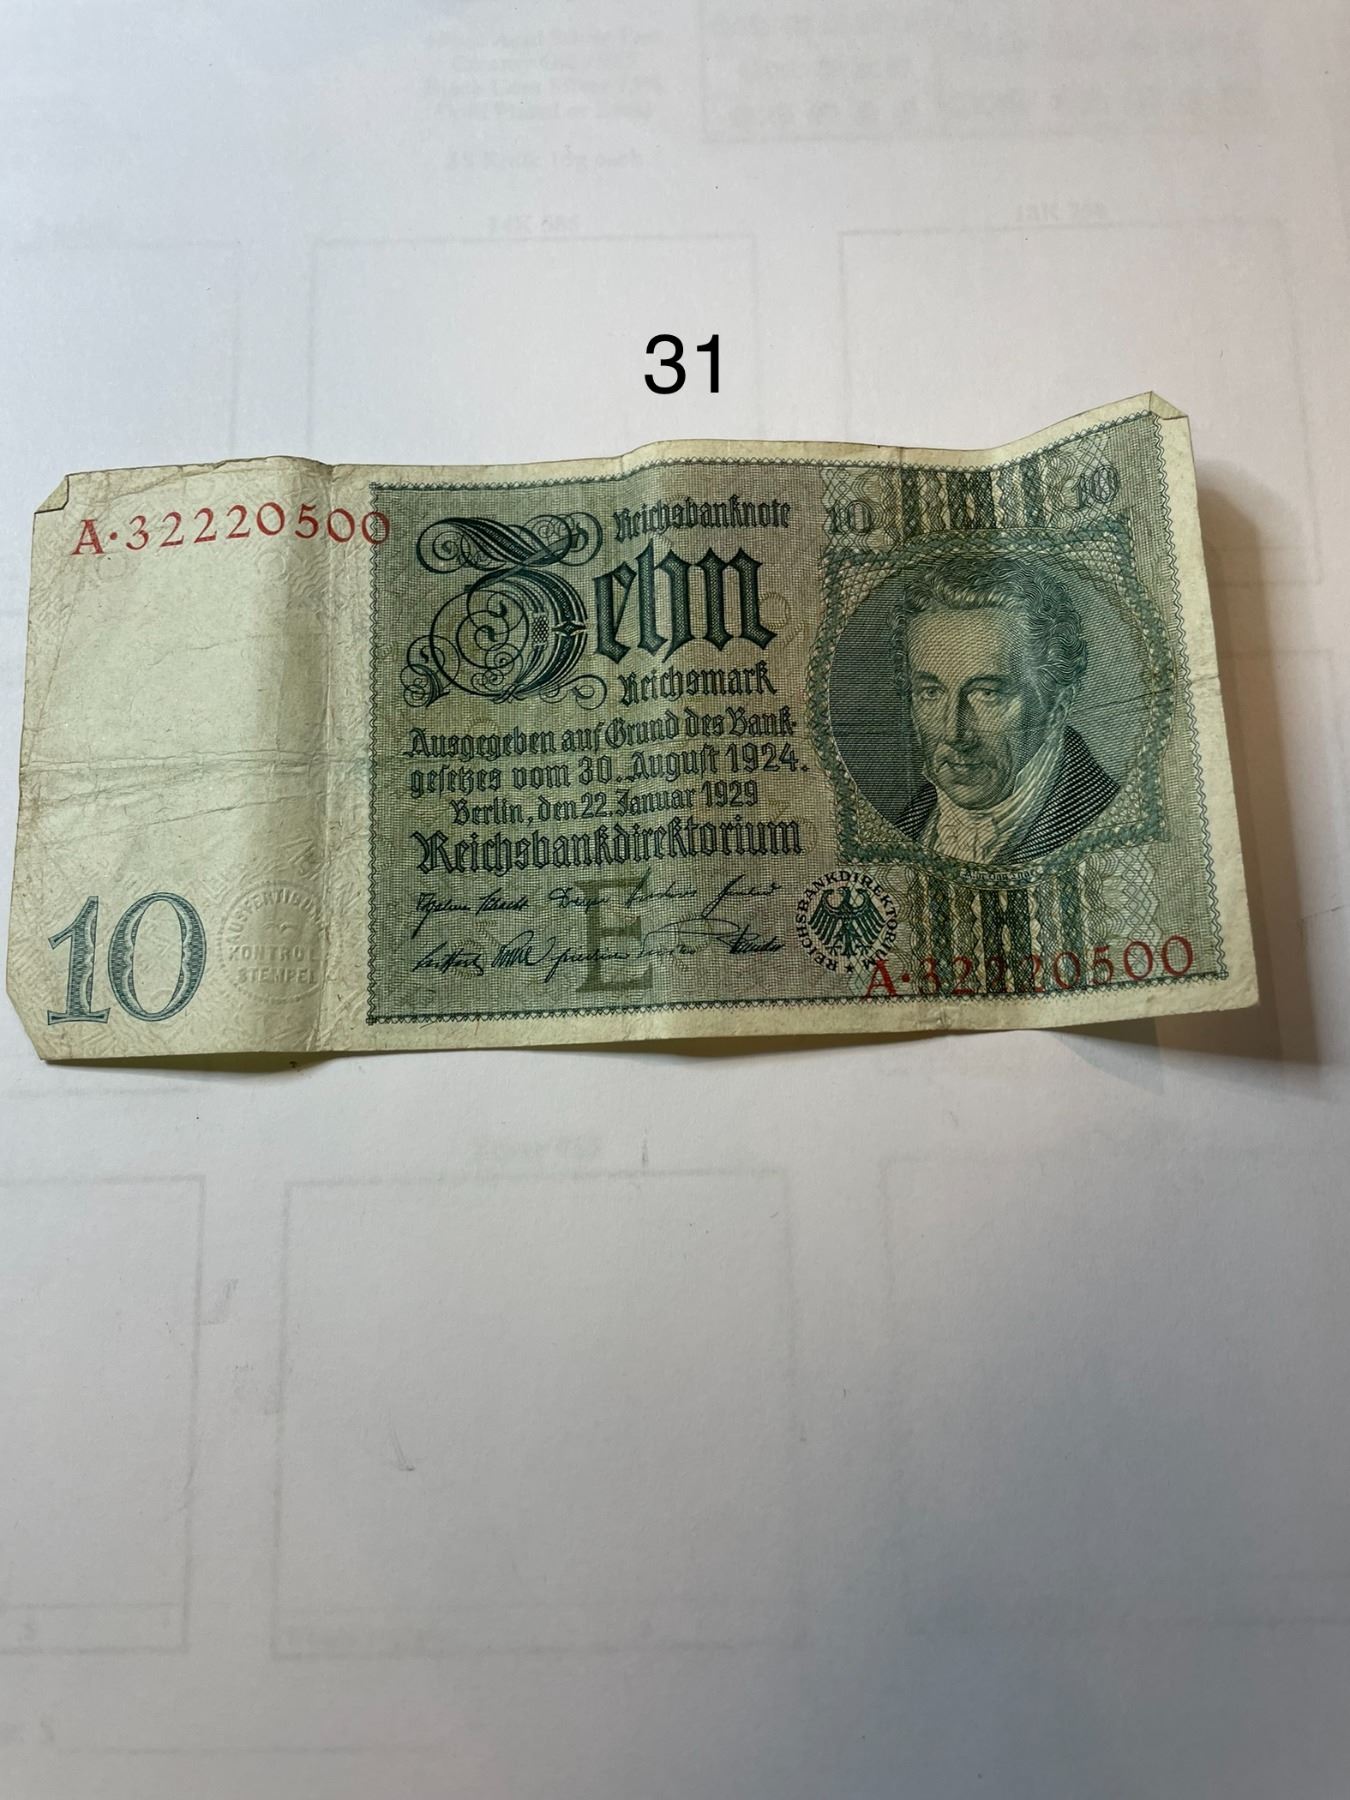 31
A·32220500
Reichsbanknote
10
10
Zehn
Reichsmark
Ausgegeben auf Grund des Bank-
gesetzes vom 30. August 1924.
Berlin, den 22. Januar 1929
Reichsbankdirektorium
E
REICHSBANKDIREKTORIUM
10
KONTROLL
STEMPEL
A·32220500